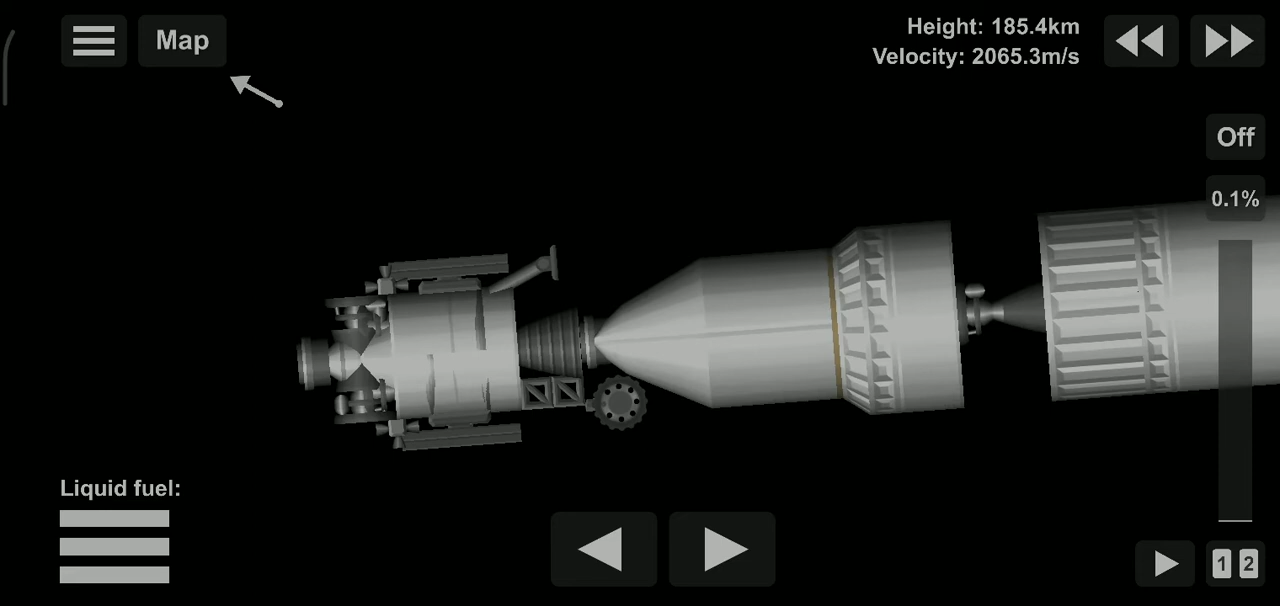 Map
Height: 185.4km
Velocity: 2065.3m/s
Off
0.1%
Liquid fuel:
1 2